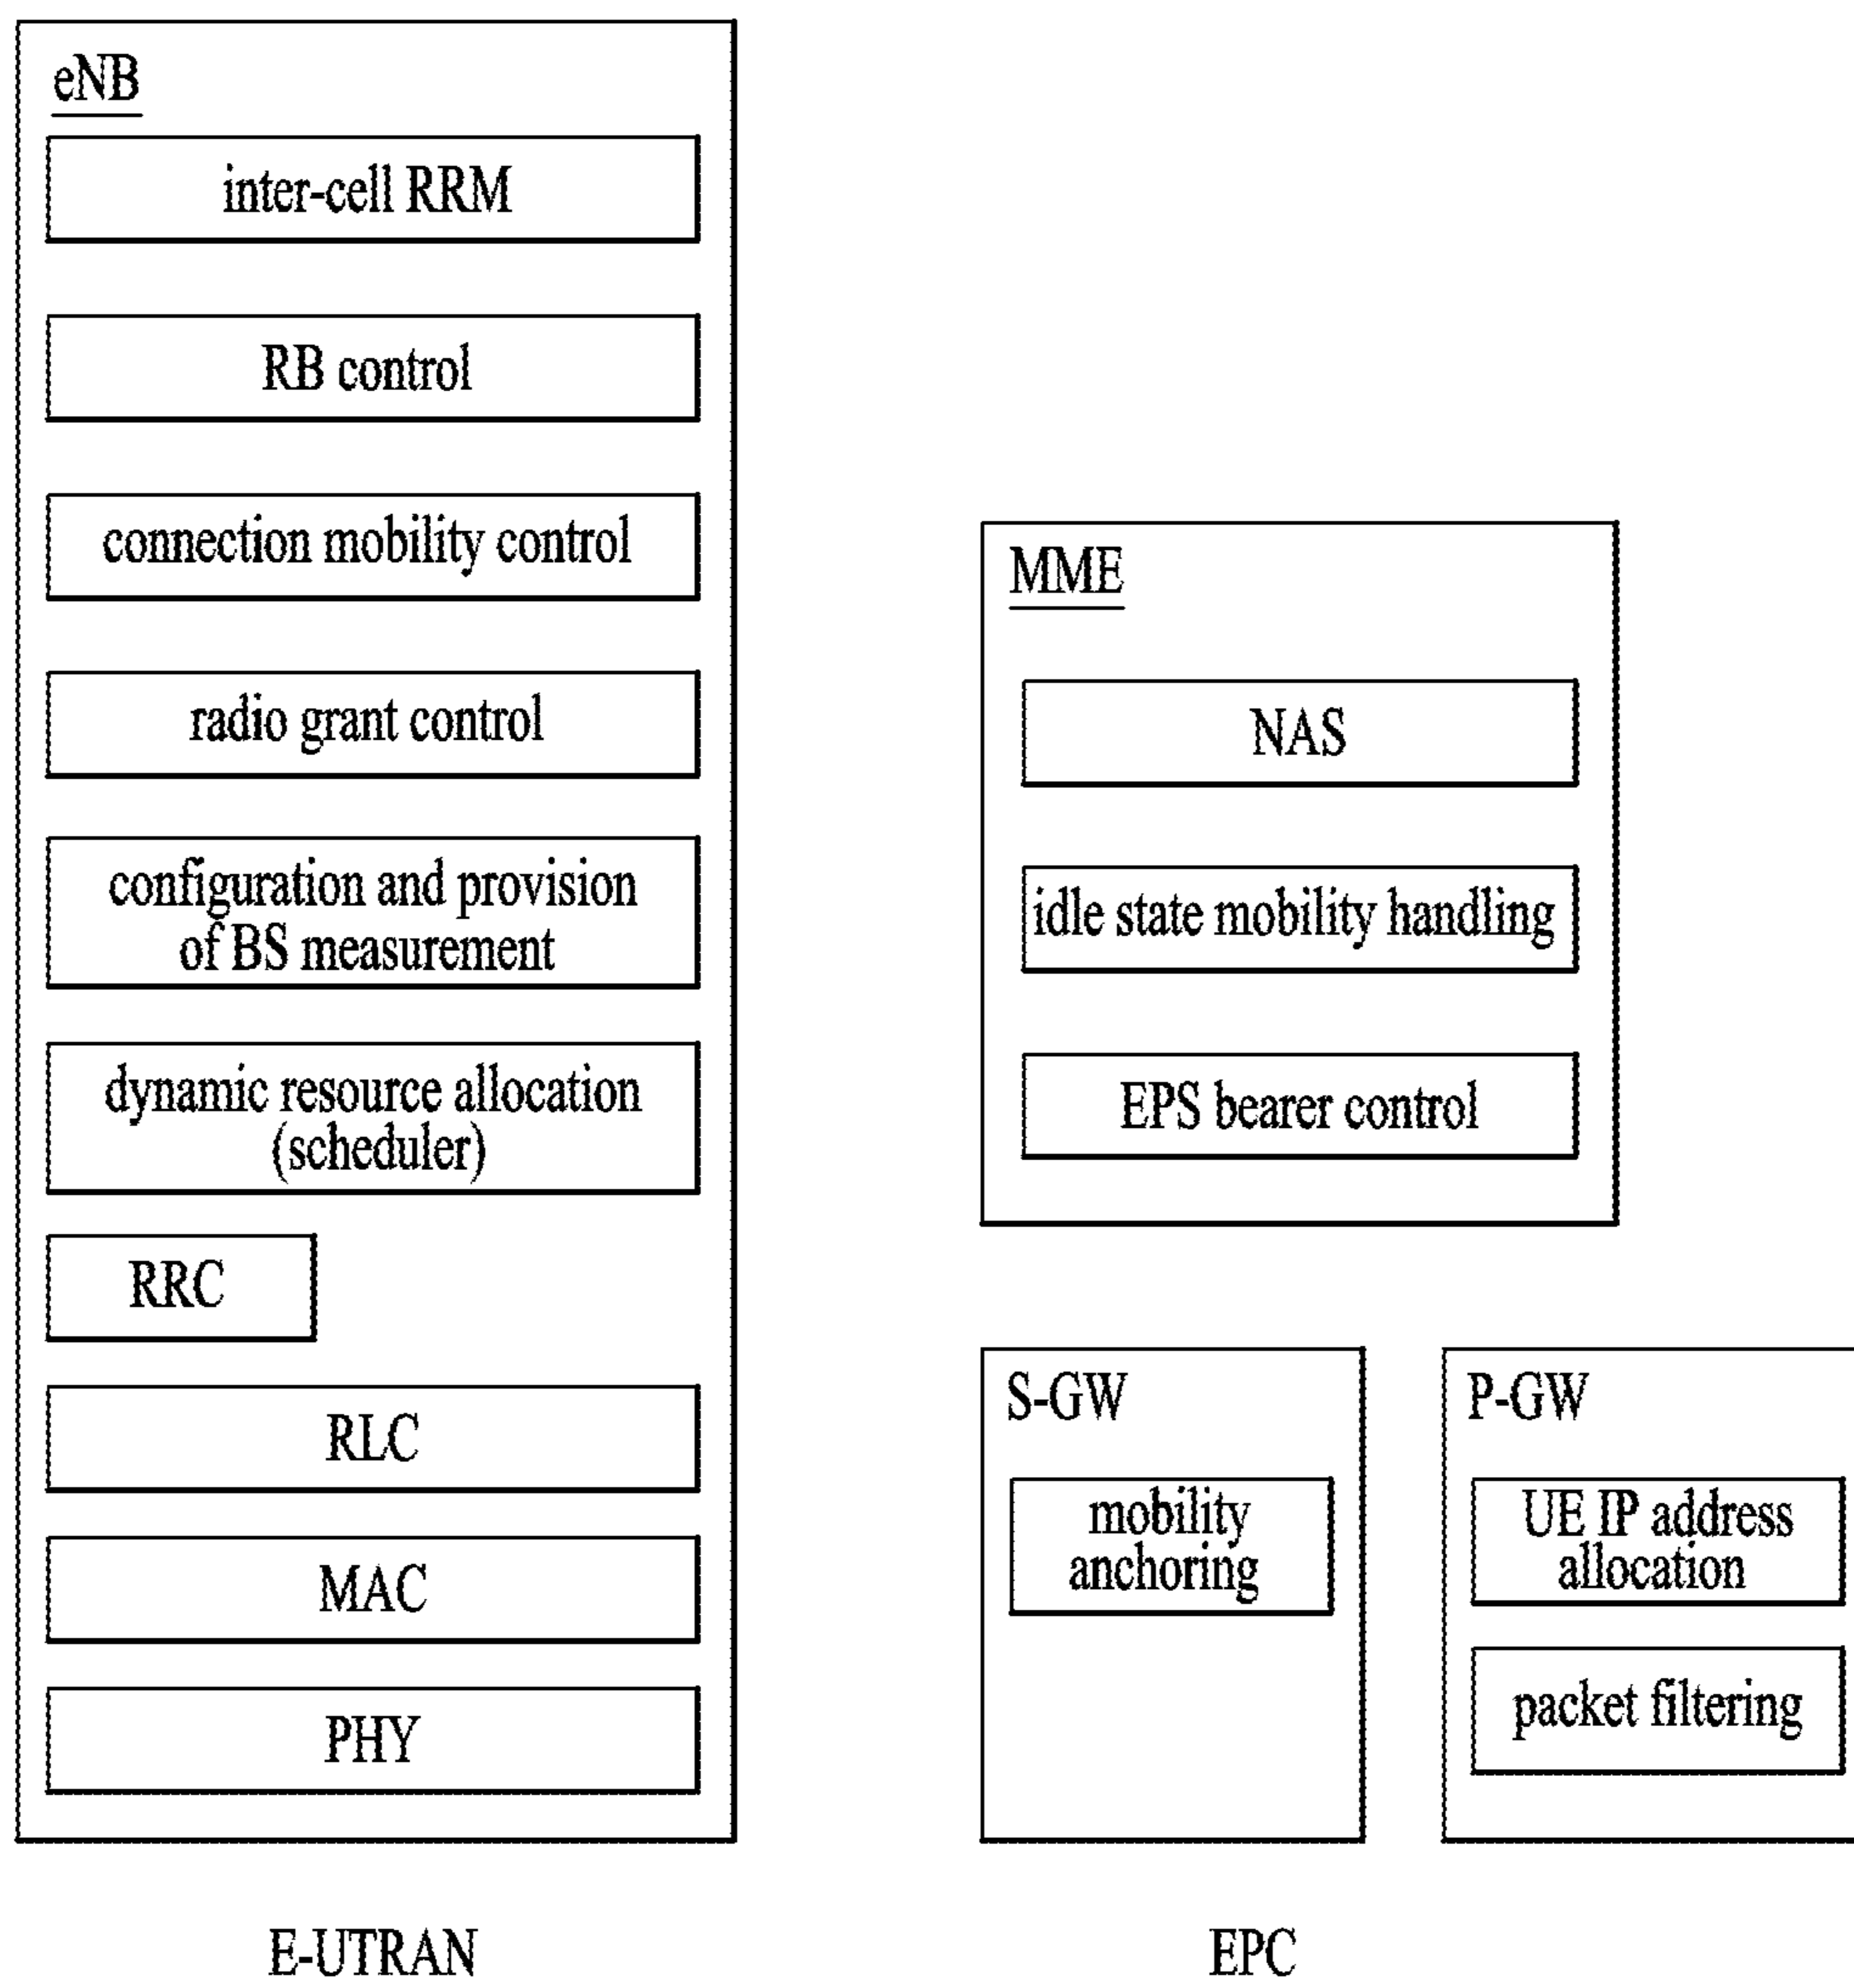 eNB
inter-cell RRM
RB control
connection mobility control
radio grant control
configuration and provision
of BS measurement
dynamic resource allocation
(scheduler)
RRC
RLC
MAC
PHY
E-UTRAN
MME
NAS
idle state mobility handling
EPS bearer control
S-GW
mobility
anchoring
P-GW
UE IP address
allocation
packet filtering
EPC